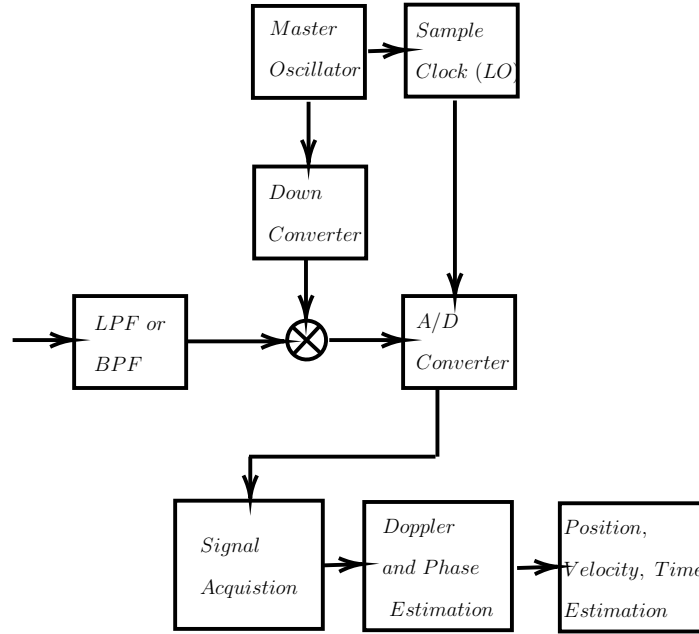 Master
Oscillator
Sample
Clock (LO)
Down
Converter
LPF or
BPF
A/D
Converter
Signal
Acquistion
Doppler
and Phase
Estimation
Position,
Velocity, Time
Estimation